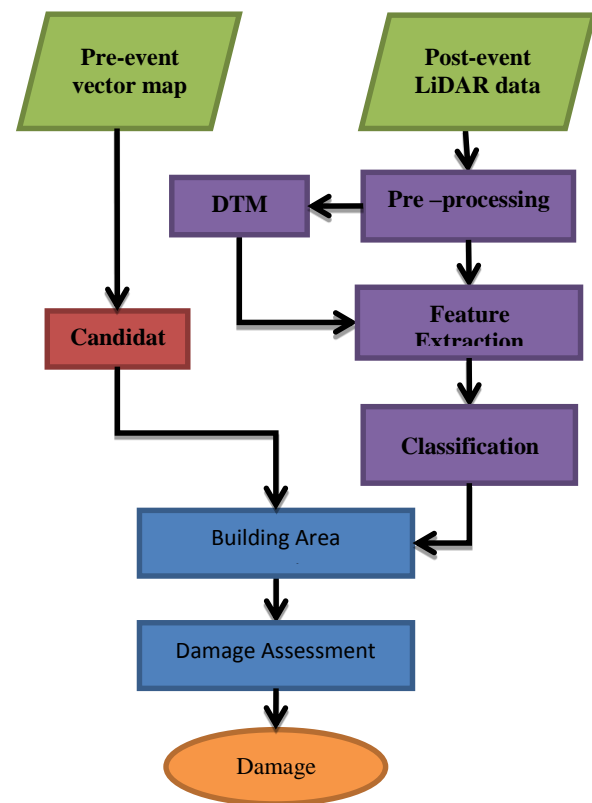 Pre-event
vector map
Post-event
LiDAR data
DTM
Pre –processing
Candidat
Feature
Extraction
Classification
Building Area
Damage Assessment
Damage